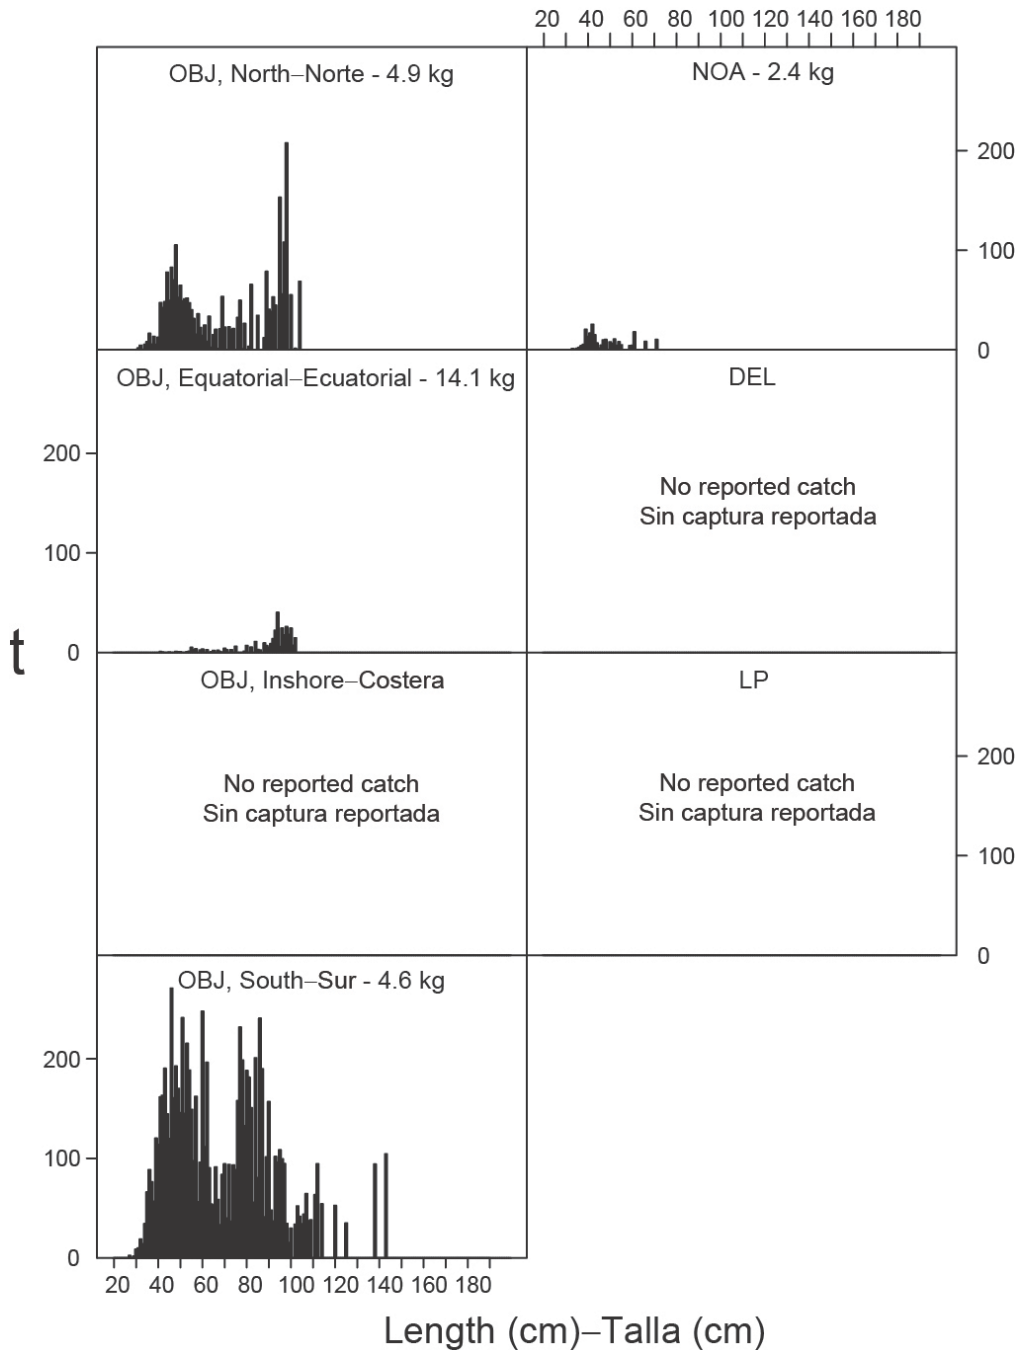 20 40 60 80 100 120 140 160 180
OBJ, North–Norte - 4.9 kg
NOA - 2.4 kg
200
100
0
OBJ, Equatorial–Ecuatorial - 14.1 kg
DEL
200
100
0
No reported catch
Sin captura reportada
t
OBJ, Inshore–Costera
LP
No reported catch
Sin captura reportada
No reported catch
Sin captura reportada
200
100
0
OBJ, South–Sur - 4.6 kg
200
100
0
20 40 60 80 100 120 140 160 180
Length (cm)–Talla (cm)